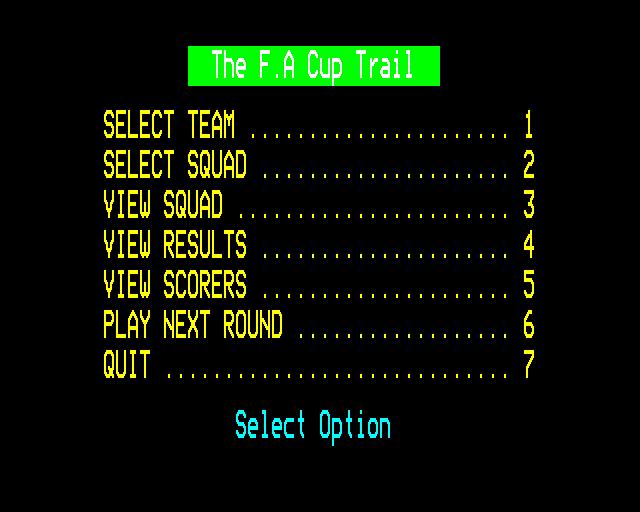 The F.A Cup Trail
SELECT TEAM ...................... 1
SELECT SQUAD ..................... 2
VIEW SQUAD ....................... 3
VIEW RESULTS ..................... 4
VIEW SCORERS ..................... 5
PLAY NEXT ROUND .................. 6
QUIT ............................. 7
Select Option